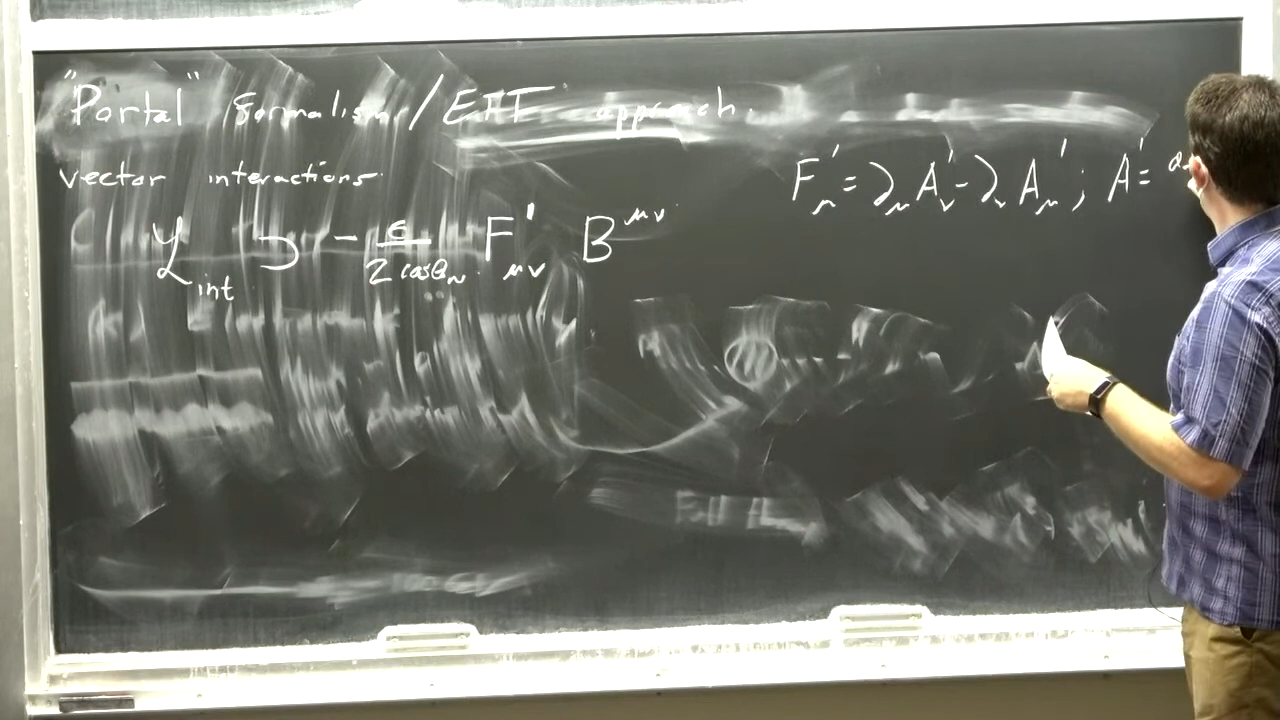 "Portal" formalism/EFT approach.
vector interactions.
ℒ_int ⊃ - ε/(2 cosθ_w) F'_μν B^μν
F'_μν = ∂_μ A'_ν - ∂_ν A'_μ ; A' =